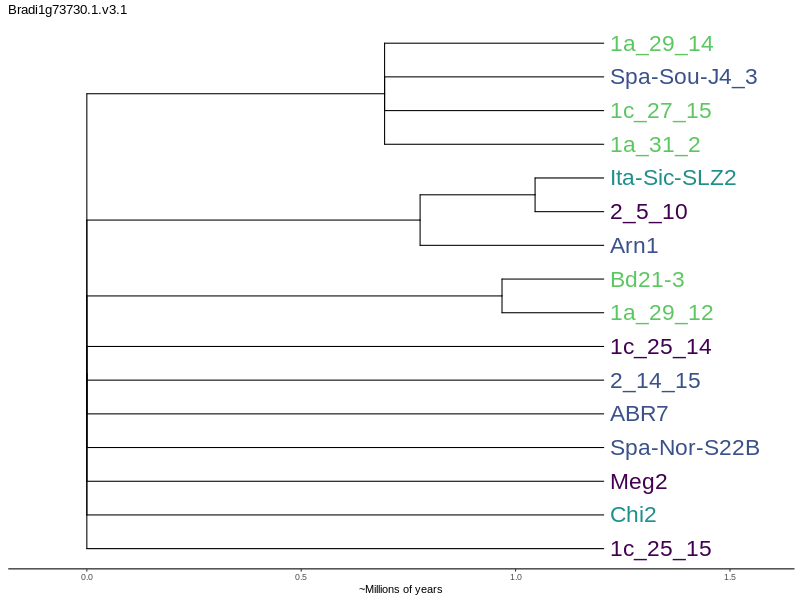 Bradi1g73730.1.v3.1
1a_29_14
Spa-Sou-J4_3
1c_27_15
1a_31_2
Ita-Sic-SLZ2
2_5_10
Arn1
Bd21-3
1a_29_12
1c_25_14
2_14_15
ABR7
Spa-Nor-S22B
Meg2
Chi2
1c_25_15
0.0 0.5 1.0 1.5
~Millions of years